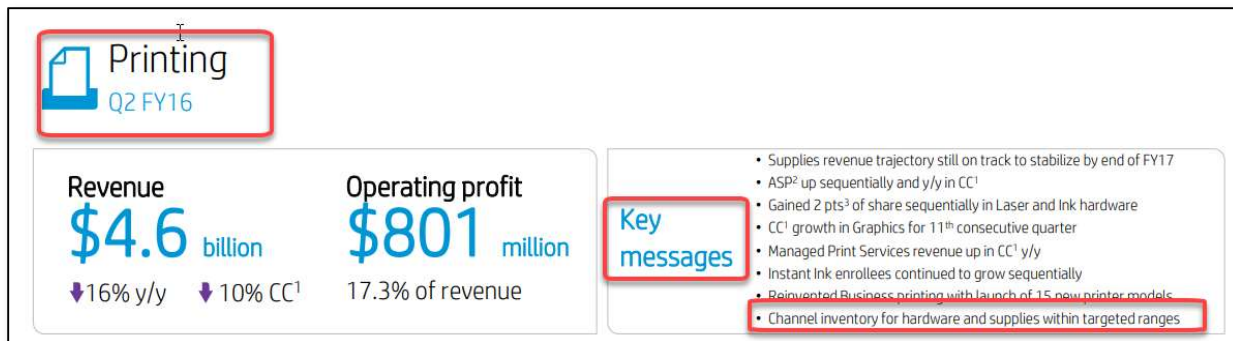 Printing
Q2 FY16
Revenue
$4.6 billion
16% y/y 10% CC1
Operating profit
$801 million
17.3% of revenue
Key
messages
• Supplies revenue trajectory still on track to stabilize by end of FY17
• ASP2 up sequentially and y/y in CC1
• Gained 2 pts3 of share sequentially in Laser and Ink hardware
• CC1 growth in Graphics for 11th consecutive quarter
• Managed Print Services revenue up in CC1 y/y
• Instant Ink enrollees continued to grow sequentially
• Reinvented Business printing with launch of 15 new printer models
• Channel inventory for hardware and supplies within targeted ranges